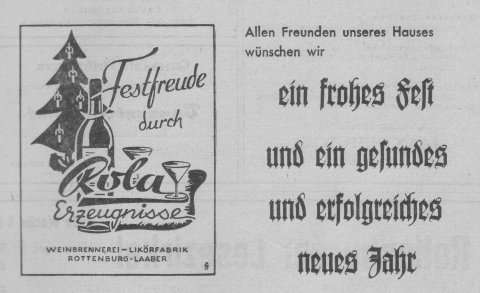 Festfreude
durch
Rola
Erzeugnisse
WEINBRENNEREI – LIKÖRFABRIK
ROTTENBURG - LAABER
Allen Freunden unseres Hauses
wünschen wir
ein frohes Fest
und ein gesundes
und erfolgreiches
neues Jahr